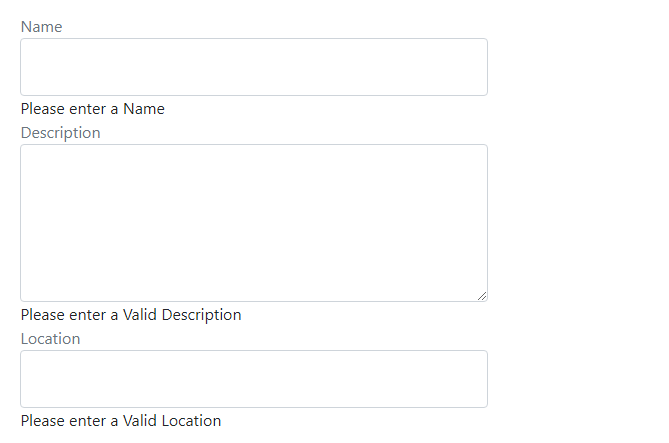 Name
Please enter a Name
Description
Please enter a Valid Description
Location
Please enter a Valid Location